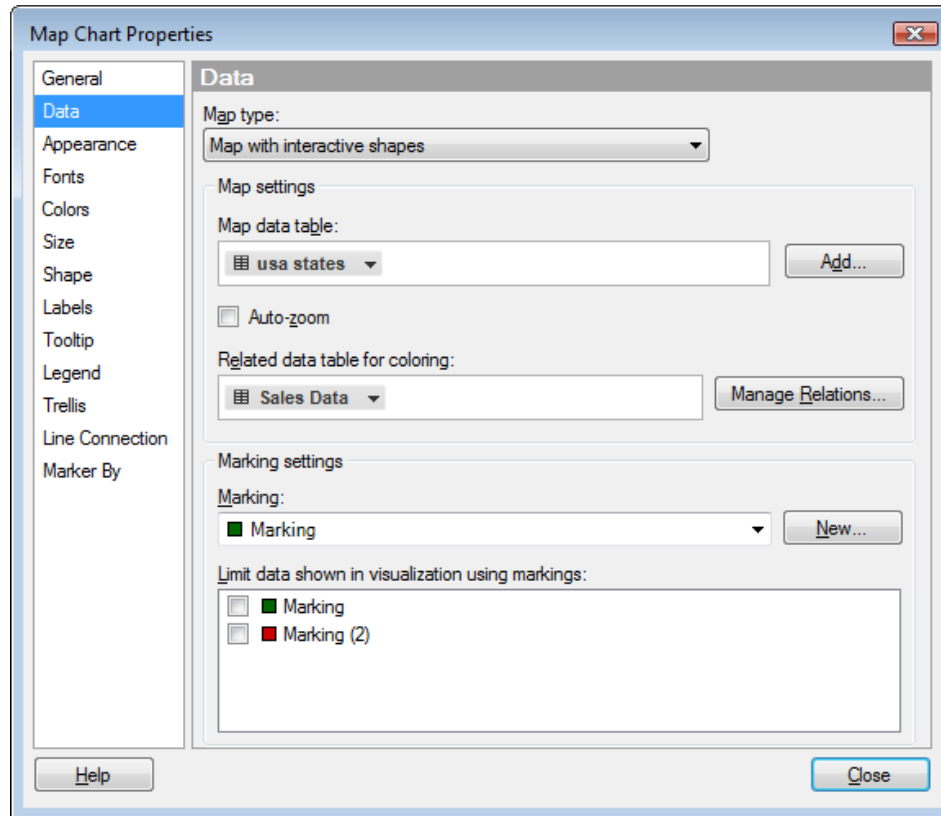 Map Chart Properties
General
Data
Appearance
Fonts
Colors
Size
Shape
Labels
Tooltip
Legend
Trellis
Line Connection
Marker By
Data
Map type:
Map with interactive shapes
Map settings
Map data table:
usa states
Add...
Auto-zoom
Related data table for coloring:
Sales Data
Manage Relations...
Marking settings
Marking:
Marking
New...
Limit data shown in visualization using markings:
Marking
Marking (2)
Help
Close